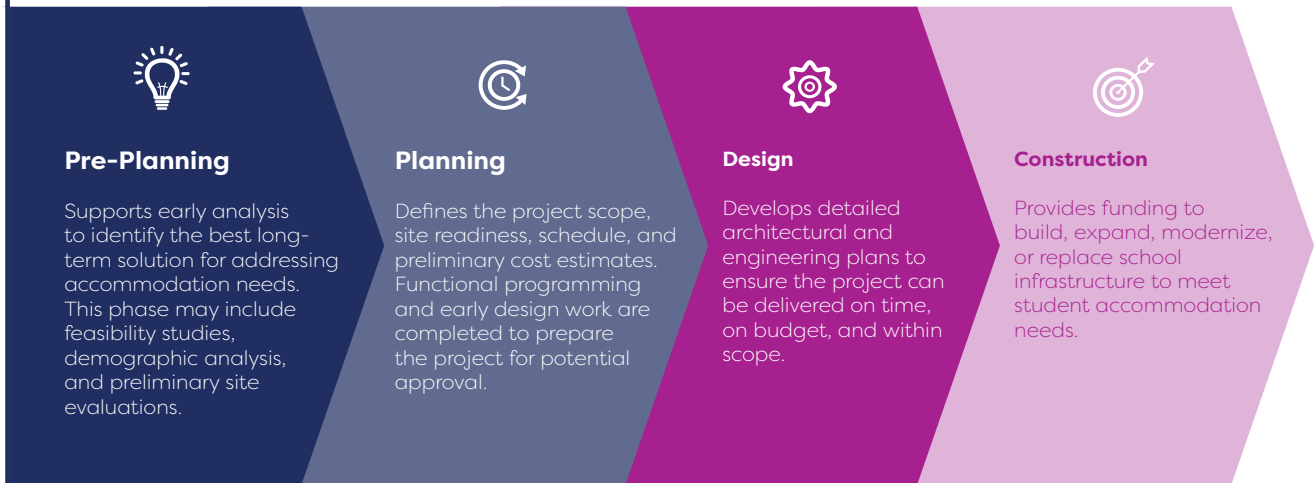 Pre-Planning
Supports early analysis
to identify the best long-
term solution for addressing
accommodation needs.
This phase may include
feasibility studies,
demographic analysis,
and preliminary site
evaluations.
Planning
Defines the project scope,
site readiness, schedule, and
preliminary cost estimates.
Functional programming
and early design work are
completed to prepare
the project for potential
approval.
Design
Develops detailed
architectural and
engineering plans to
ensure the project can
be delivered on time,
on budget, and within
scope.
Construction
Provides funding to
build, expand, modernize,
or replace school
infrastructure to meet
student accommodation
needs.